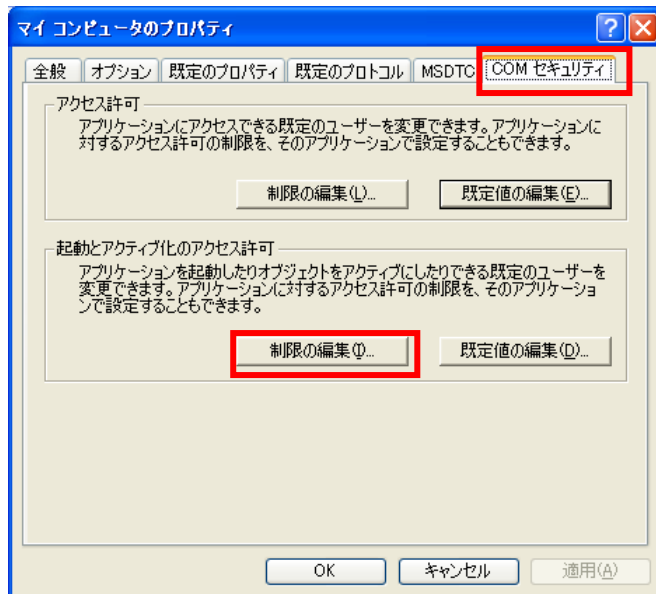 マイ コンピュータのプロパティ
全般 オプション 既定のプロパティ 既定のプロトコル MSDTC COM セキュリティ
アクセス許可
アプリケーションにアクセスできる既定のユーザーを変更できます。アプリケーションに
対するアクセス許可の制限を、そのアプリケーションで設定することもできます。
制限の編集(L)... 既定値の編集(E)...
起動とアクティブ化のアクセス許可
アプリケーションを起動したりオブジェクトをアクティブにしたりできる既定のユーザーを
変更できます。アプリケーションに対するアクセス許可の制限を、そのアプリケーショ
ンで設定することもできます。
制限の編集(I)... 既定値の編集(D)...
OK キャンセル 適用(A)